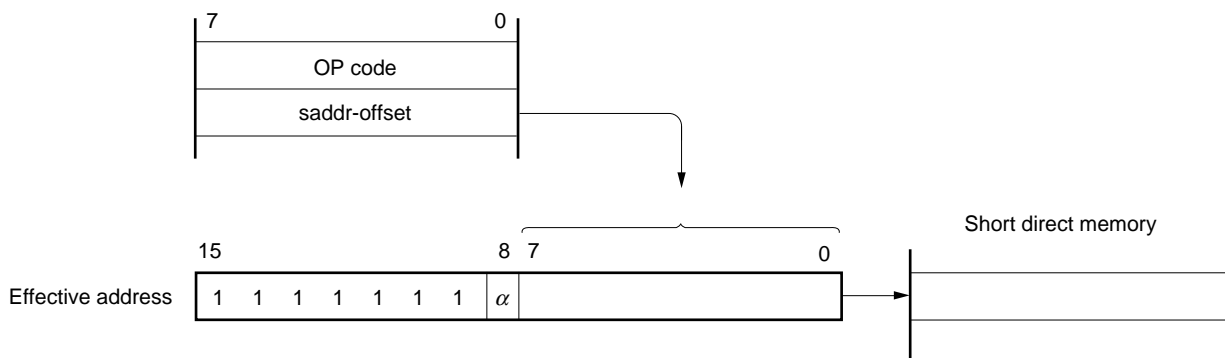 7 0
OP code
saddr-offset
Short direct memory
15 8 7 0
Effective address 1 1 1 1 1 1 1 α